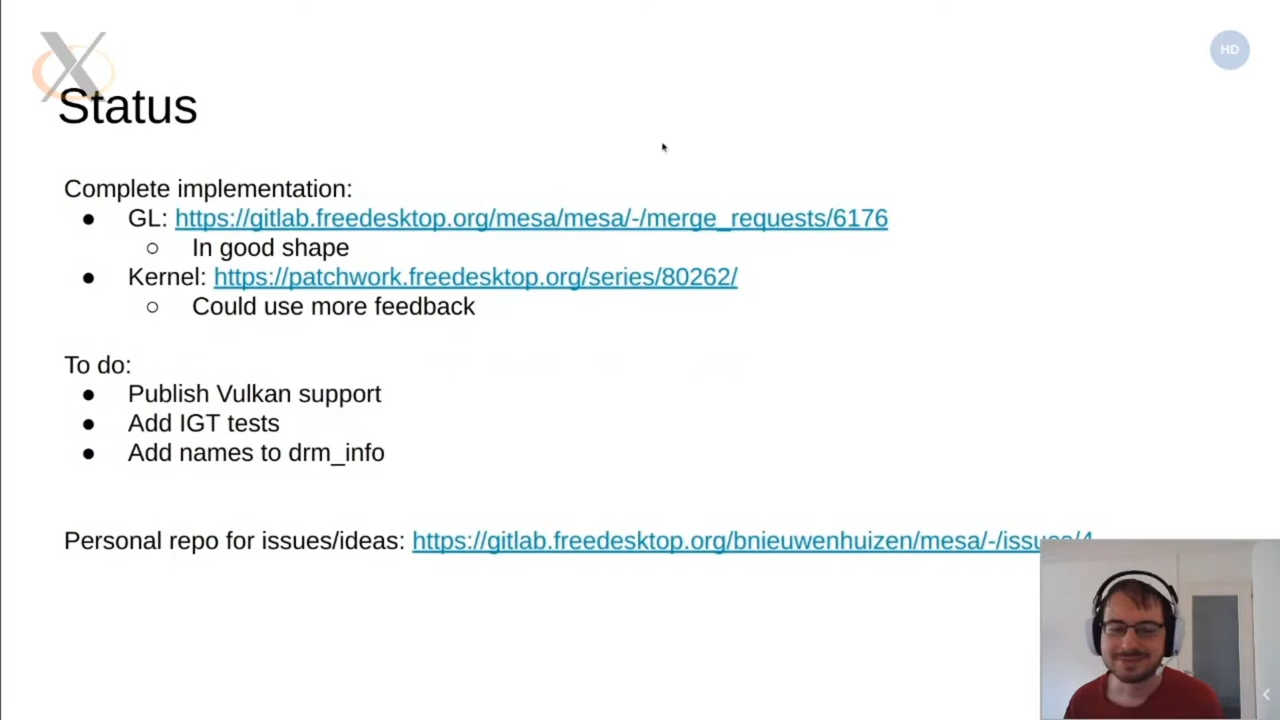 HD
Status
Complete implementation:
● GL: https://gitlab.freedesktop.org/mesa/mesa/-/merge_requests/6176
○ In good shape
● Kernel: https://patchwork.freedesktop.org/series/80262/
○ Could use more feedback
To do:
● Publish Vulkan support
● Add IGT tests
● Add names to drm_info
Personal repo for issues/ideas: https://gitlab.freedesktop.org/bnieuwenhuizen/mesa/-/issues/4